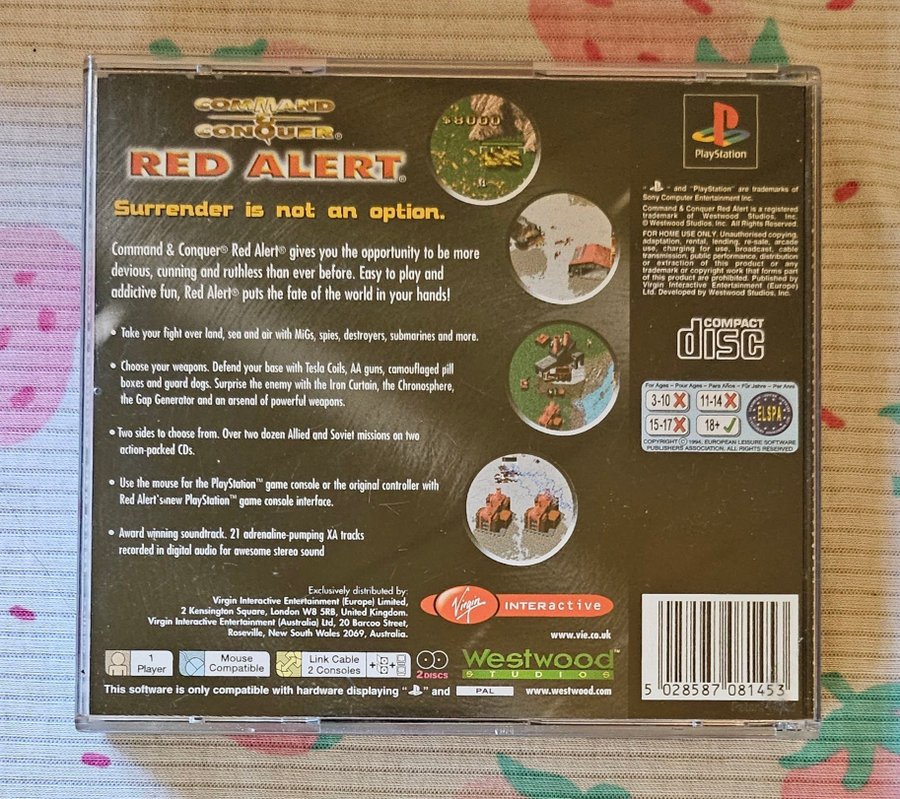 COMMAND
&
CONQUER®
RED ALERT®
$8000
Surrender is not an option.
Command & Conquer® Red Alert® gives you the opportunity to be more
devious, cunning and ruthless than ever before. Easy to play and
addictive fun, Red Alert® puts the fate of the world in your hands!
• Take your fight over land, sea and air with MiGs, spies, destroyers, submarines and more.
• Choose your weapons. Defend your base with Tesla Coils, AA guns, camouflaged pill
boxes and guard dogs. Surprise the enemy with the Iron Curtain, the Chronosphere,
the Gap Generator and an arsenal of powerful weapons.
• Two sides to choose from. Over two dozen Allied and Soviet missions on two
action-packed CDs.
• Use the mouse for the PlayStation™ game console or the original controller with
Red Alert's new PlayStation™ game console interface.
• Award winning soundtrack. 21 adrenaline-pumping XA tracks
recorded in digital audio for awesome stereo sound
PlayStation
" " and "PlayStation" are trademarks of
Sony Computer Entertainment Inc.
Command & Conquer Red Alert is a registered
trademark of Westwood Studios, Inc.
© Westwood Studios, Inc. All Rights Reserved.
FOR HOME USE ONLY. Unauthorised copying,
adaptation, rental, lending, re-sale, arcade
use, charging for use, broadcast, cable
transmission, public performance, distribution
or extraction of this product or any
trademark or copyright work that forms part
of this product are prohibited. Published by
Virgin Interactive Entertainment (Europe)
Ltd. Developed by Westwood Studios, Inc.
COMPACT
disc
For Ages - Pour Ages - Para Años - Für Jahre - Per Anni
3-10 11-14
15-17 18+
ELSPA
COPYRIGHT © 1994, EUROPEAN LEISURE SOFTWARE
PUBLISHERS ASSOCIATION, ALL RIGHTS RESERVED
Exclusively distributed by:
Virgin Interactive Entertainment (Europe) Limited,
2 Kensington Square, London W8 5RB, United Kingdom.
Virgin Interactive Entertainment (Australia) Ltd, 20 Barcoo Street,
Roseville, New South Wales 2069, Australia.
Virgin INTERactive
www.vie.co.uk
1
Player
Mouse
Compatible
Link Cable
2 Consoles
2 DISCS
Westwood™
STUDIOS
This software is only compatible with hardware displaying " " and PAL
www.westwood.com
5 028587 081453